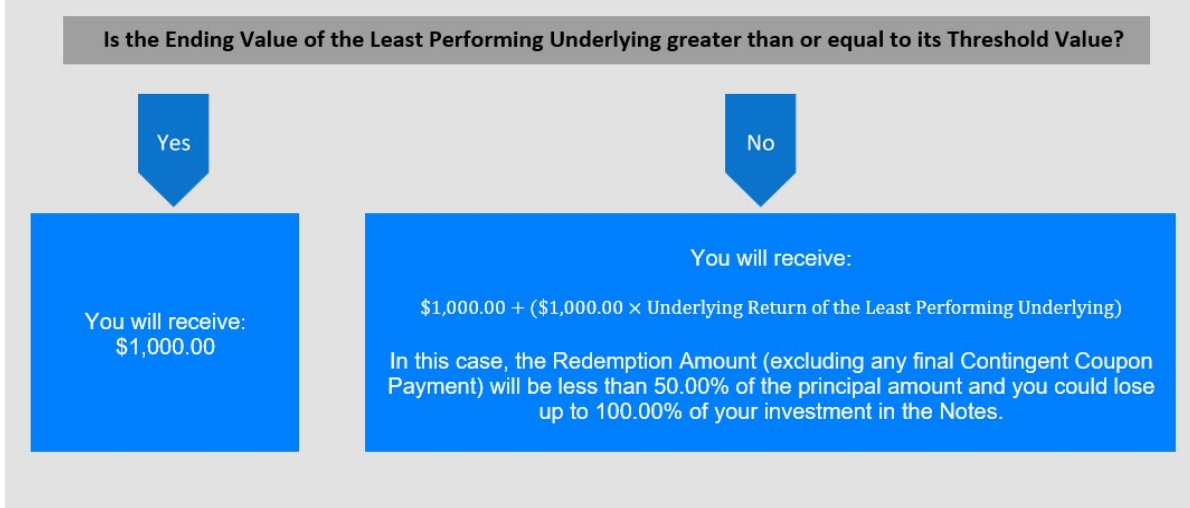 Is the Ending Value of the Least Performing Underlying greater than or equal to its Threshold Value?
Yes
No
You will receive:
$1,000.00
You will receive:
$1,000.00 + ($1,000.00 × Underlying Return of the Least Performing Underlying)
In this case, the Redemption Amount (excluding any final Contingent Coupon
Payment) will be less than 50.00% of the principal amount and you could lose
up to 100.00% of your investment in the Notes.